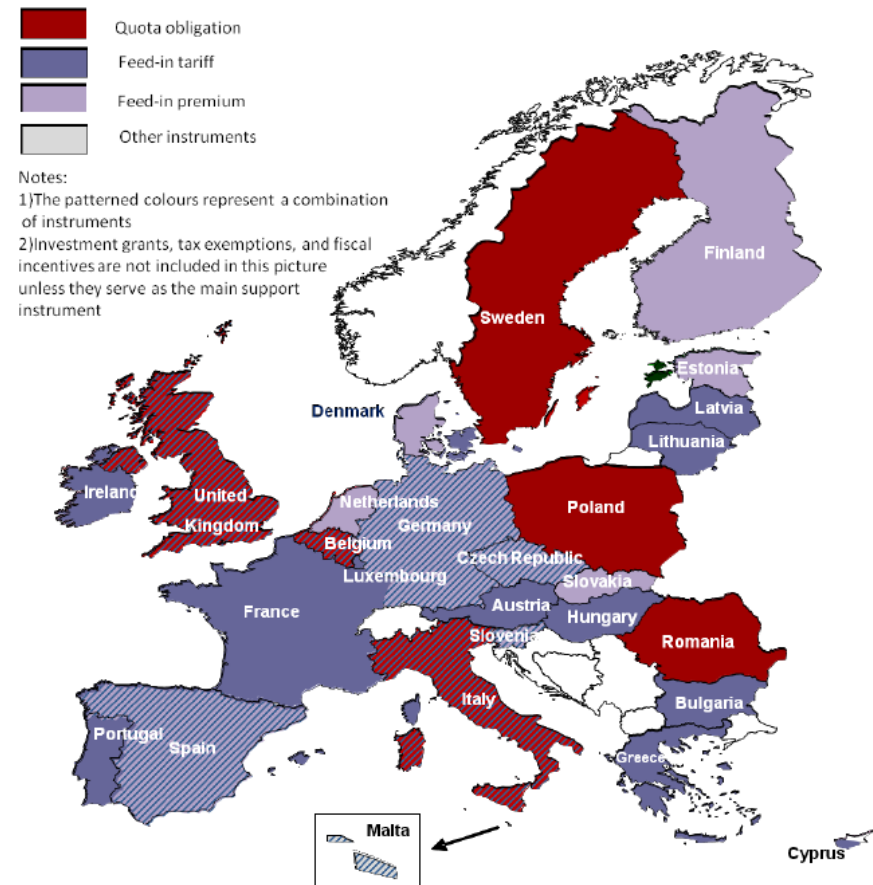 Quota obligation
Feed-in tariff
Feed-in premium
Other instruments
Notes:
1)The patterned colours represent a combination
of instruments
2)Investment grants, tax exemptions, and fiscal
incentives are not included in this picture
unless they serve as the main support
instrument
Finland
Sweden
Estonia
Denmark
Latvia
Lithuania
Ireland
United
Kingdom
Netherlands
Germany
Poland
Belgium
Czech Republic
Luxembourg
Slovakia
France
Austria
Hungary
Slovenia
Romania
Italy
Bulgaria
Portugal
Spain
Greece
Malta
Cyprus